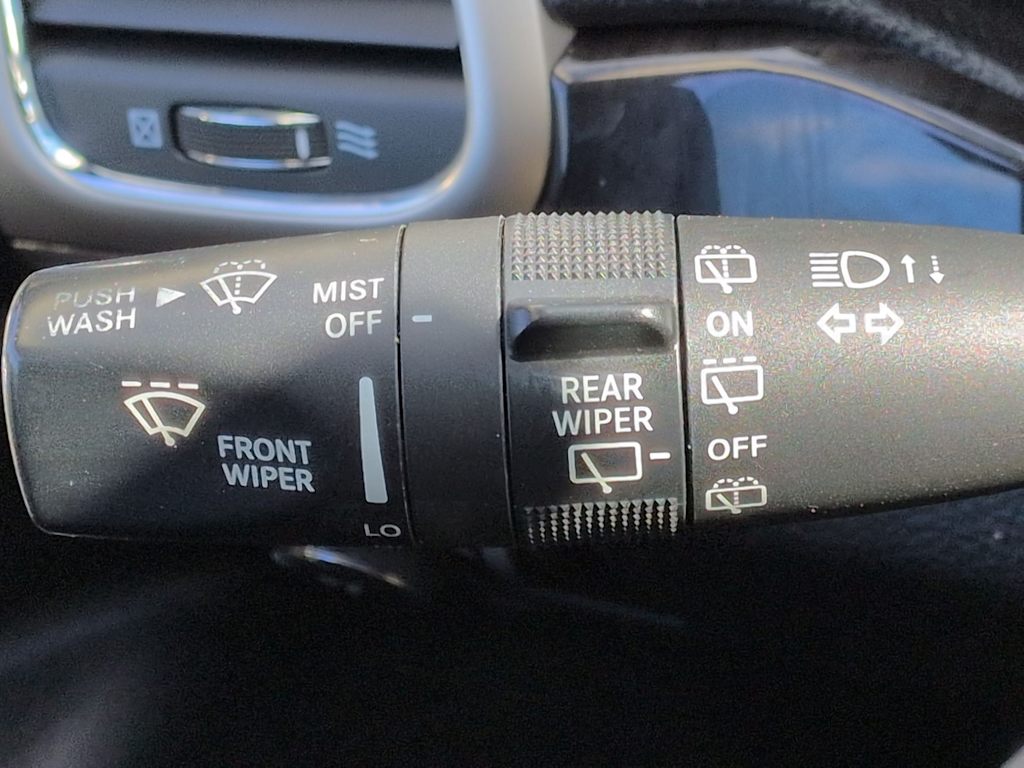 PUSH
WASH
MIST
OFF
FRONT
WIPER
LO
REAR
WIPER
ON
OFF